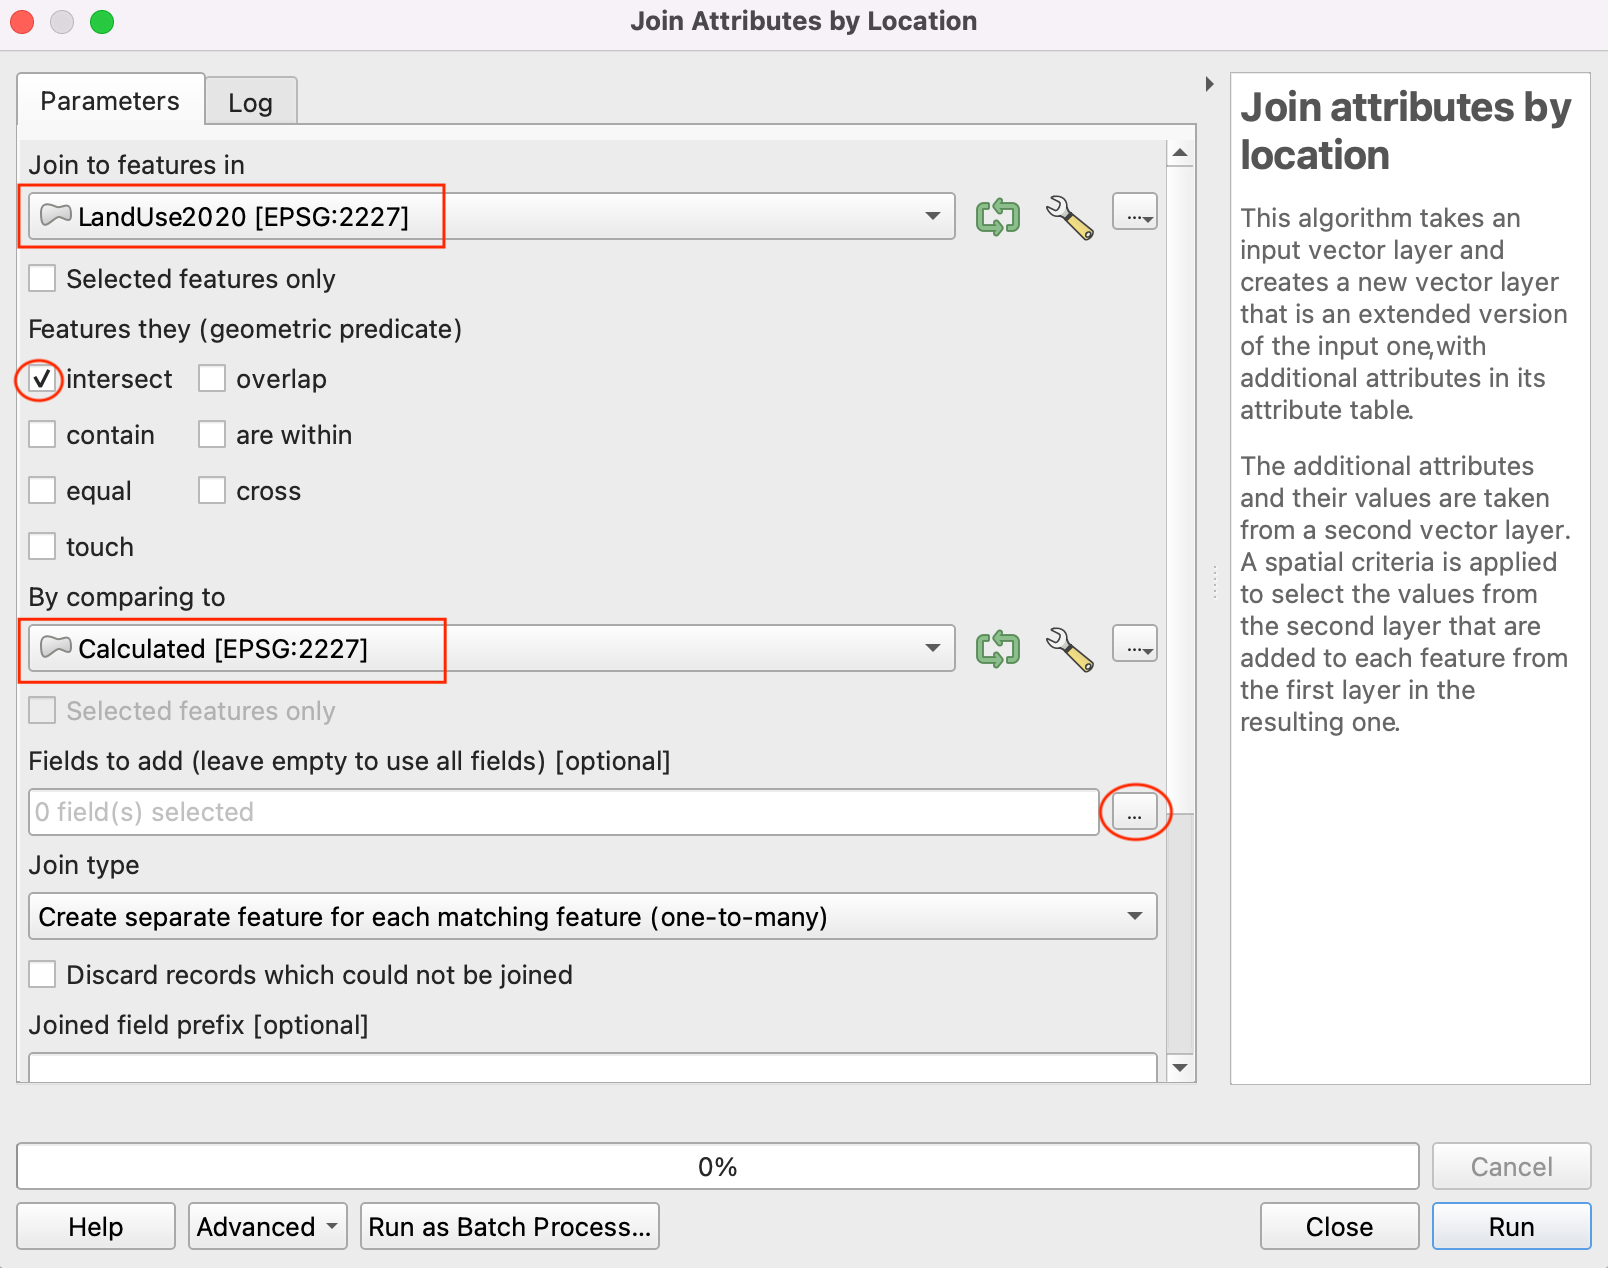 Join Attributes by Location
Parameters
Log
Join to features in
LandUse2020 [EPSG:2227]
...
Selected features only
Features they (geometric predicate)
intersect
overlap
contain
are within
equal
cross
touch
By comparing to
Calculated [EPSG:2227]
...
Selected features only
Fields to add (leave empty to use all fields) [optional]
0 field(s) selected
...
Join type
Create separate feature for each matching feature (one-to-many)
Discard records which could not be joined
Joined field prefix [optional]
Join attributes by
location
This algorithm takes an
input vector layer and
creates a new vector layer
that is an extended version
of the input one,with
additional attributes in its
attribute table.
The additional attributes
and their values are taken
from a second vector layer.
A spatial criteria is applied
to select the values from
the second layer that are
added to each feature from
the first layer in the
resulting one.
0%
Cancel
Help
Advanced
Run as Batch Process...
Close
Run